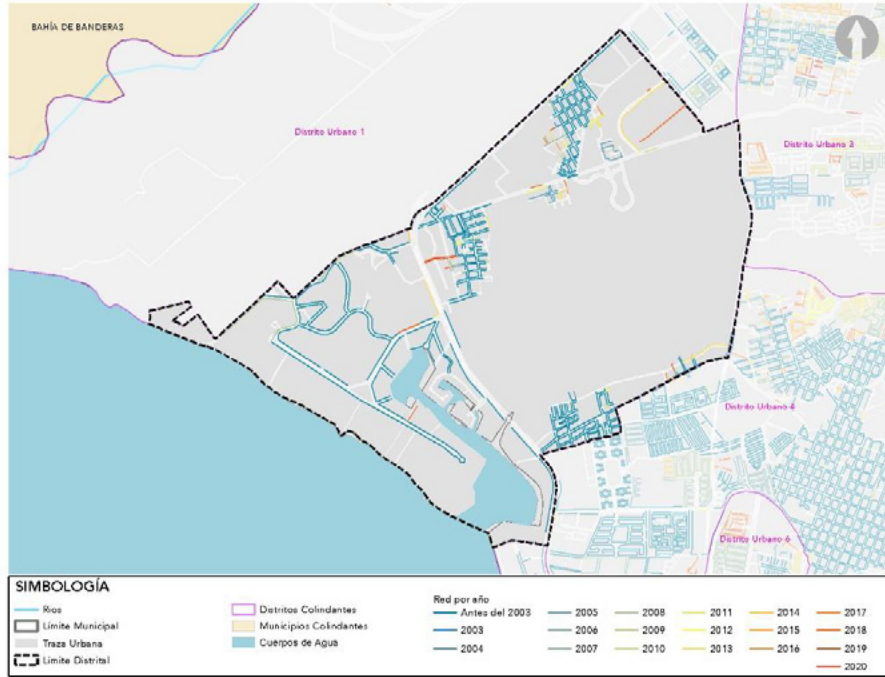 BAHÍA DE BANDERAS
Distrito Urbano 1
Distrito Urbano 3
Distrito Urbano 4
Distrito Urbano 6
SIMBOLOGÍA
Rios
Límite Municipal
Traza Urbana
Límite Distrital
Distritos Colindantes
Municipios Colindantes
Cuerpos de Agua
Red por año
Antes del 2003
2003
2004
2005
2006
2007
2008
2009
2010
2011
2012
2013
2014
2015
2016
2017
2018
2019
2020